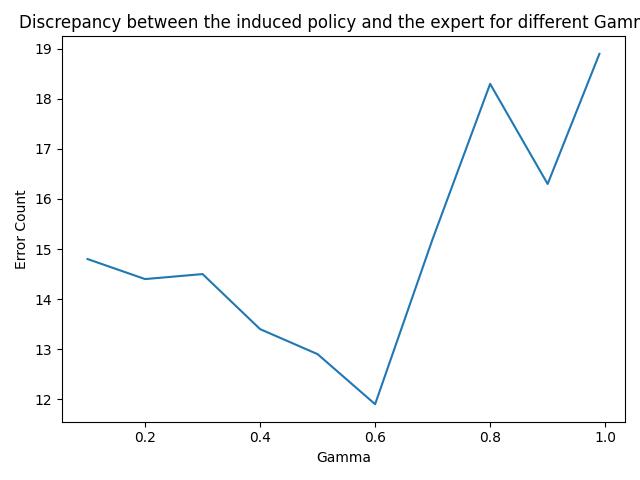 Discrepancy between the induced policy and the expert for different Gam
19
18
17
16
15
14
13
12
Error Count
0.2 0.4 0.6 0.8 1.0
Gamma